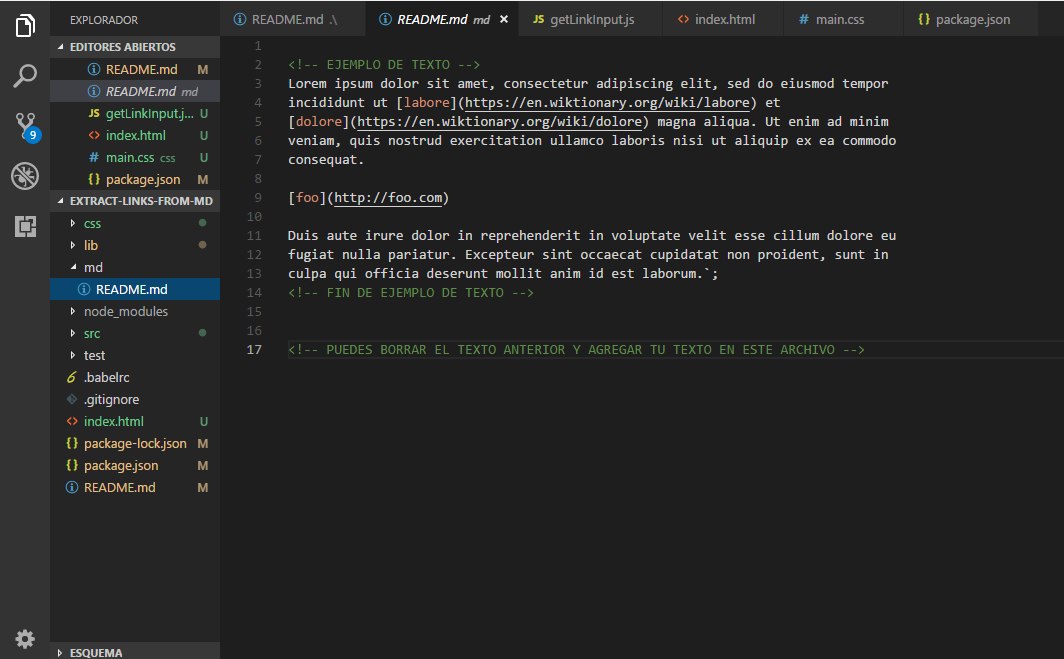 EXPLORADOR
README.md .\
README.md md ×
JS getLinkInput.js
<> index.html
# main.css
{} package.json
EDITORES ABIERTOS
README.md M
README.md md
JS getLinkInput.j... U
<> index.html U
# main.css css U
{} package.json M
9
EXTRACT-LINKS-FROM-MD
css
lib
md
README.md
node_modules
src
test
.babelrc
.gitignore
<> index.html U
{} package-lock.json M
{} package.json M
README.md M
ESQUEMA
1
2 <!-- EJEMPLO DE TEXTO -->
3 Lorem ipsum dolor sit amet, consectetur adipiscing elit, sed do eiusmod tempor
4 incididunt ut [labore](https://en.wiktionary.org/wiki/labore) et
5 [dolore](https://en.wiktionary.org/wiki/dolore) magna aliqua. Ut enim ad minim
6 veniam, quis nostrud exercitation ullamco laboris nisi ut aliquip ex ea commodo
7 consequat.
8
9 [foo](http://foo.com)
10
11 Duis aute irure dolor in reprehenderit in voluptate velit esse cillum dolore eu
12 fugiat nulla pariatur. Excepteur sint occaecat cupidatat non proident, sunt in
13 culpa qui officia deserunt mollit anim id est laborum.`;
14 <!-- FIN DE EJEMPLO DE TEXTO -->
15
16
17 <!-- PUEDES BORRAR EL TEXTO ANTERIOR Y AGREGAR TU TEXTO EN ESTE ARCHIVO -->